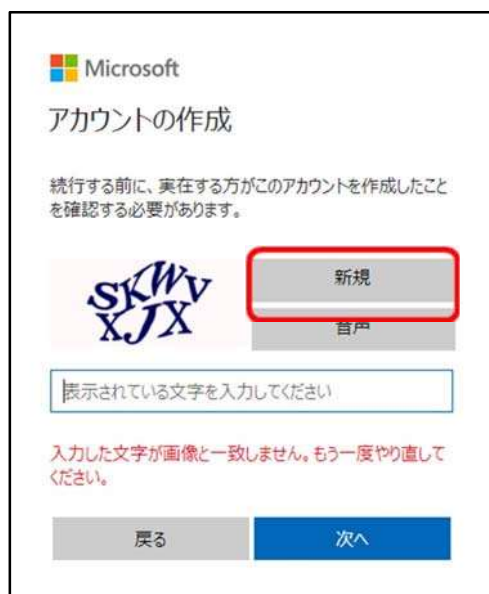 Microsoft
アカウントの作成
続行する前に、実在する方がこのアカウントを作成したこと
を確認する必要があります。
SKWV
XJX
新規
音声
表示されている文字を入力してください
入力した文字が画像と一致しません。もう一度やり直して
ください。
戻る
次へ